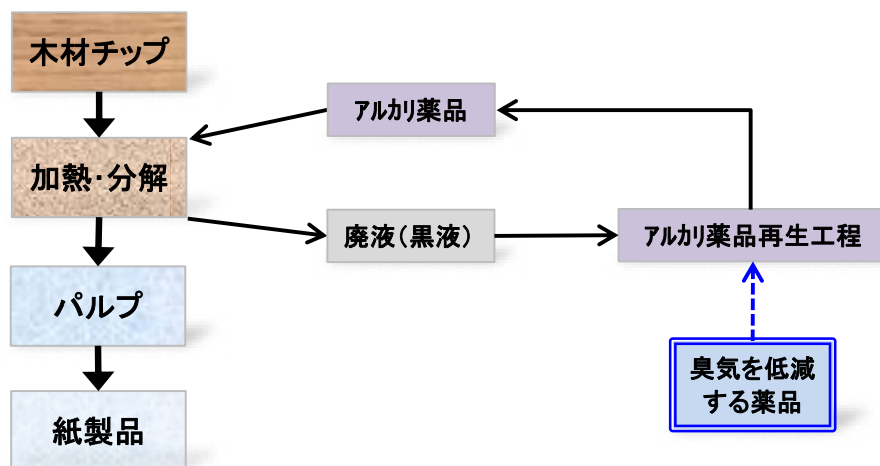 木材チップ
アルカリ薬品
加熱・分解
廃液（黒液）
アルカリ薬品再生工程
パルプ
臭気を低減
する薬品
紙製品